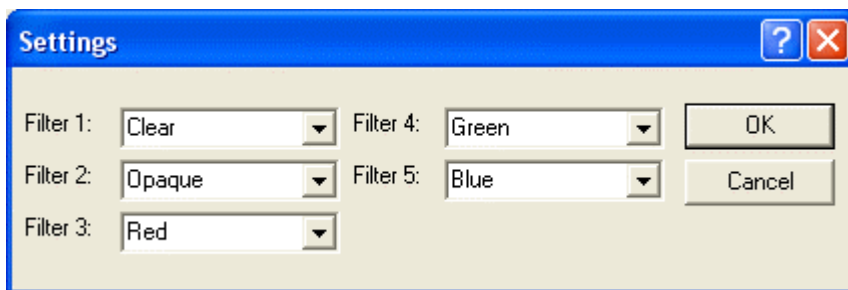 Settings
Filter 1: Clear Filter 4: Green OK
Filter 2: Opaque Filter 5: Blue Cancel
Filter 3: Red